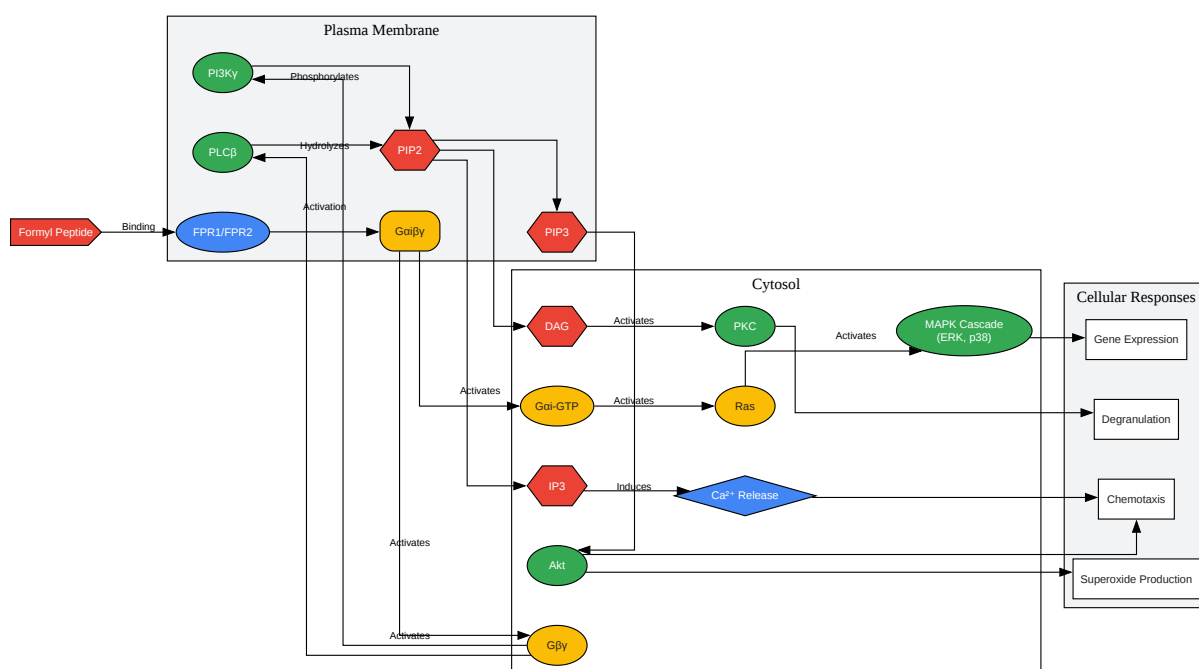 Plasma Membrane
PI3Kγ
Phosphorylates
PLCβ
Hydrolyzes
PIP2
Formyl Peptide
Binding
FPR1/FPR2
Activation
Gαiβγ
PIP3
Cytosol
Cellular Responses
DAG
Activates
PKC
Activates
MAPK Cascade
(ERK, p38)
Gene Expression
Activates
Gαi-GTP
Activates
Ras
Degranulation
IP3
Induces
Ca²⁺ Release
Chemotaxis
Activates
Akt
Superoxide Production
Activates
Gβγ